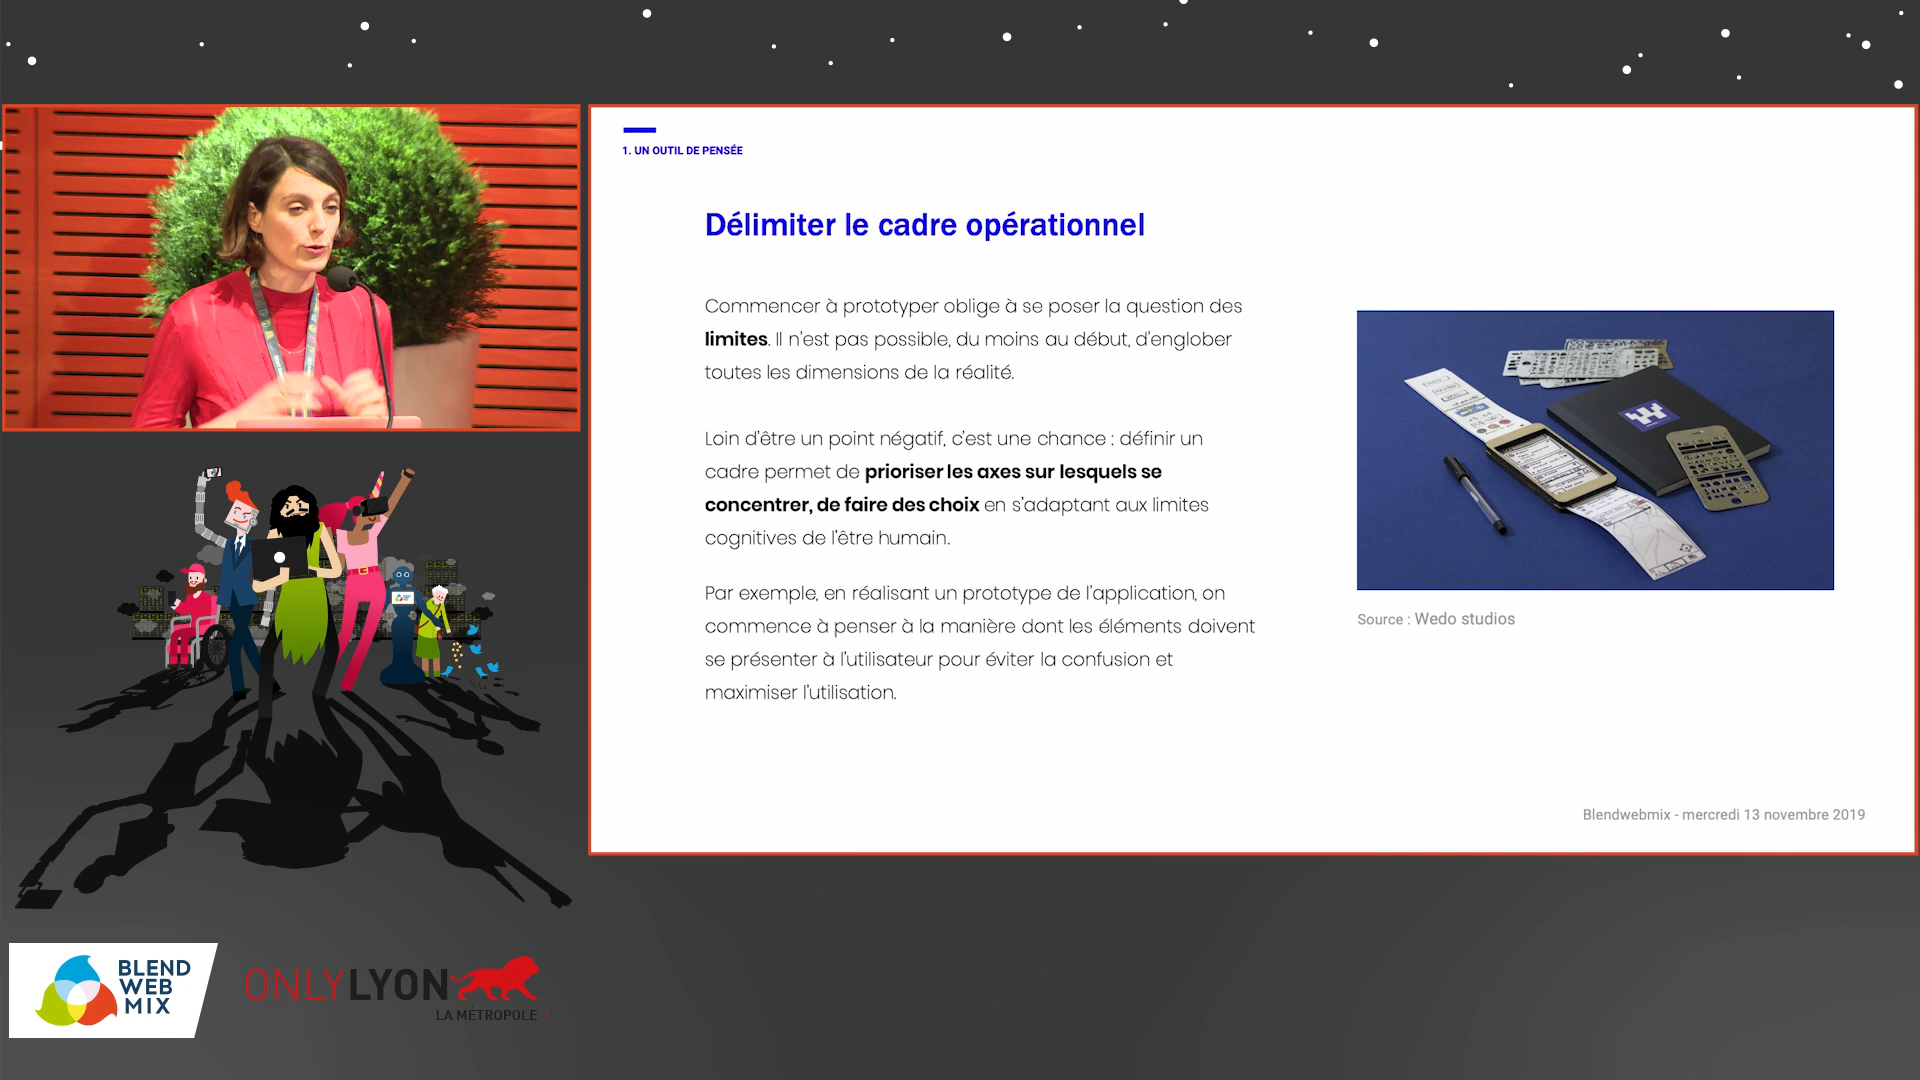 1. UN OUTIL DE PENSÉE
Délimiter le cadre opérationnel
Commencer à prototyper oblige à se poser la question des
limites. Il n'est pas possible, du moins au début, d'englober
toutes les dimensions de la réalité.
Loin d'être un point négatif, c'est une chance : définir un
cadre permet de prioriser les axes sur lesquels se
concentrer, de faire des choix en s'adaptant aux limites
cognitives de l'être humain.
Par exemple, en réalisant un prototype de l'application, on
commence à penser à la manière dont les éléments doivent
se présenter à l'utilisateur pour éviter la confusion et
maximiser l'utilisation.
Source : Wedo studios
Blendwebmix - mercredi 13 novembre 2019
BLEND
WEB
MIX
ONLYLYON
LA MÉTROPOLE